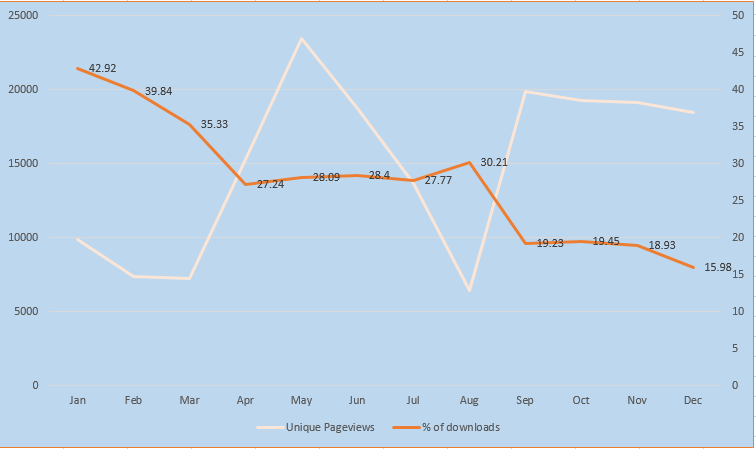 25000 50
45
42.92
20000 39.84 40
35.33 35
15000 27.24 28.09 28.4 27.77 30.21 30
25
10000 19.23 19.45 18.93 20
15.98 15
5000 10
5
0 0
Jan Feb Mar Apr May Jun Jul Aug Sep Oct Nov Dec
Unique Pageviews % of downloads